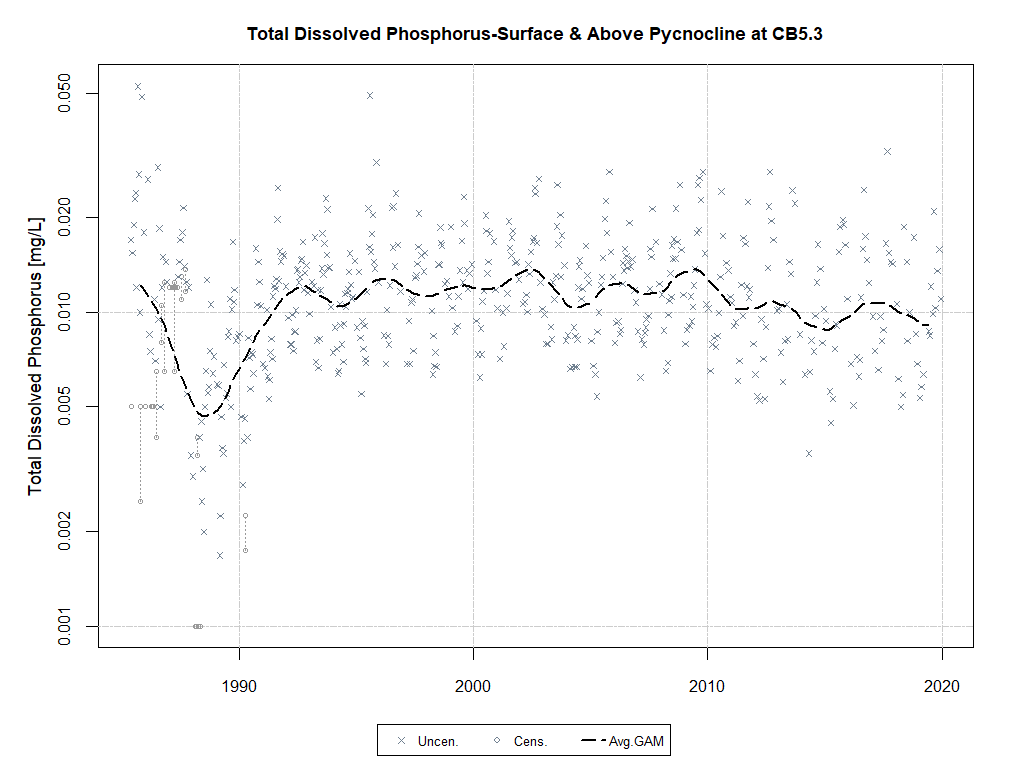 Total Dissolved Phosphorus-Surface & Above Pycnocline at CB5.3
Total Dissolved Phosphorus [mg/L]
0.050
0.020
0.010
0.005
0.002
0.001
1990 2000 2010 2020
Uncen. Cens. Avg.GAM